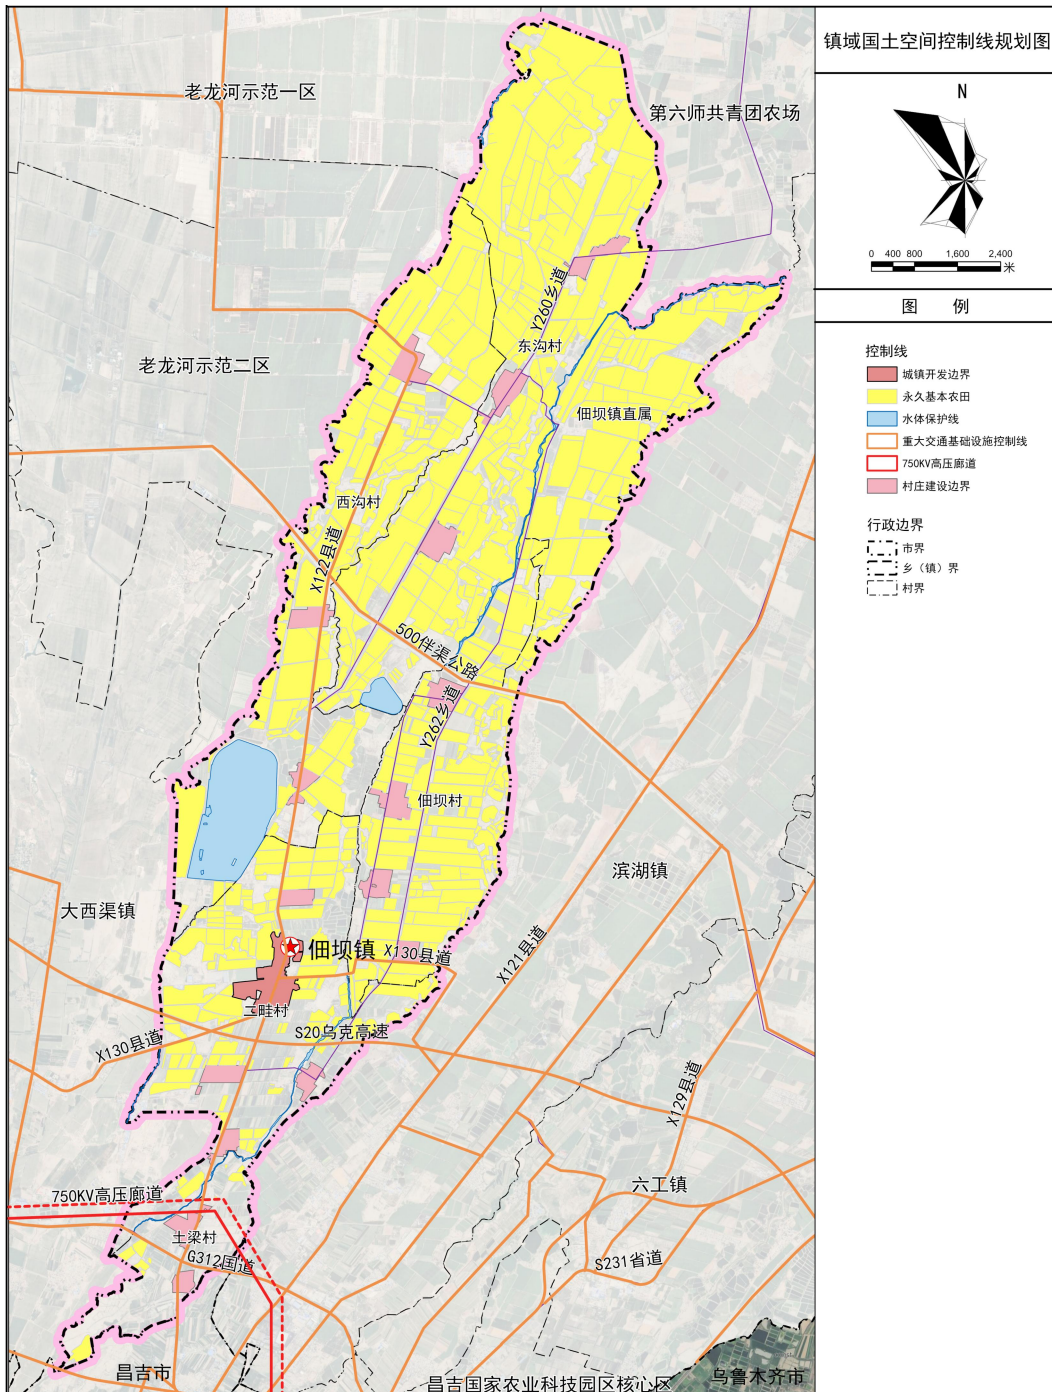 镇域国土空间控制线规划图
N
0 400 800 1,600 2,400
米
图 例
控制线
城镇开发边界
永久基本农田
水体保护线
重大交通基础设施控制线
750KV高压廊道
村庄建设边界
行政边界
市界
乡（镇）界
村界
老龙河示范一区
第六师共青团农场
Y260乡道
东沟村
老龙河示范二区
佃坝镇直属
西沟村
X122县道
500伴渠公路
Y262乡道
佃坝村
滨湖镇
大西渠镇
佃坝镇
X130县道
X121县道
二畦村
S20乌克高速
X130县道
X129县道
六工镇
750KV高压廊道
土梁村
G312国道
S231省道
昌吉市
昌吉国家农业科技园区核心区
乌鲁木齐市